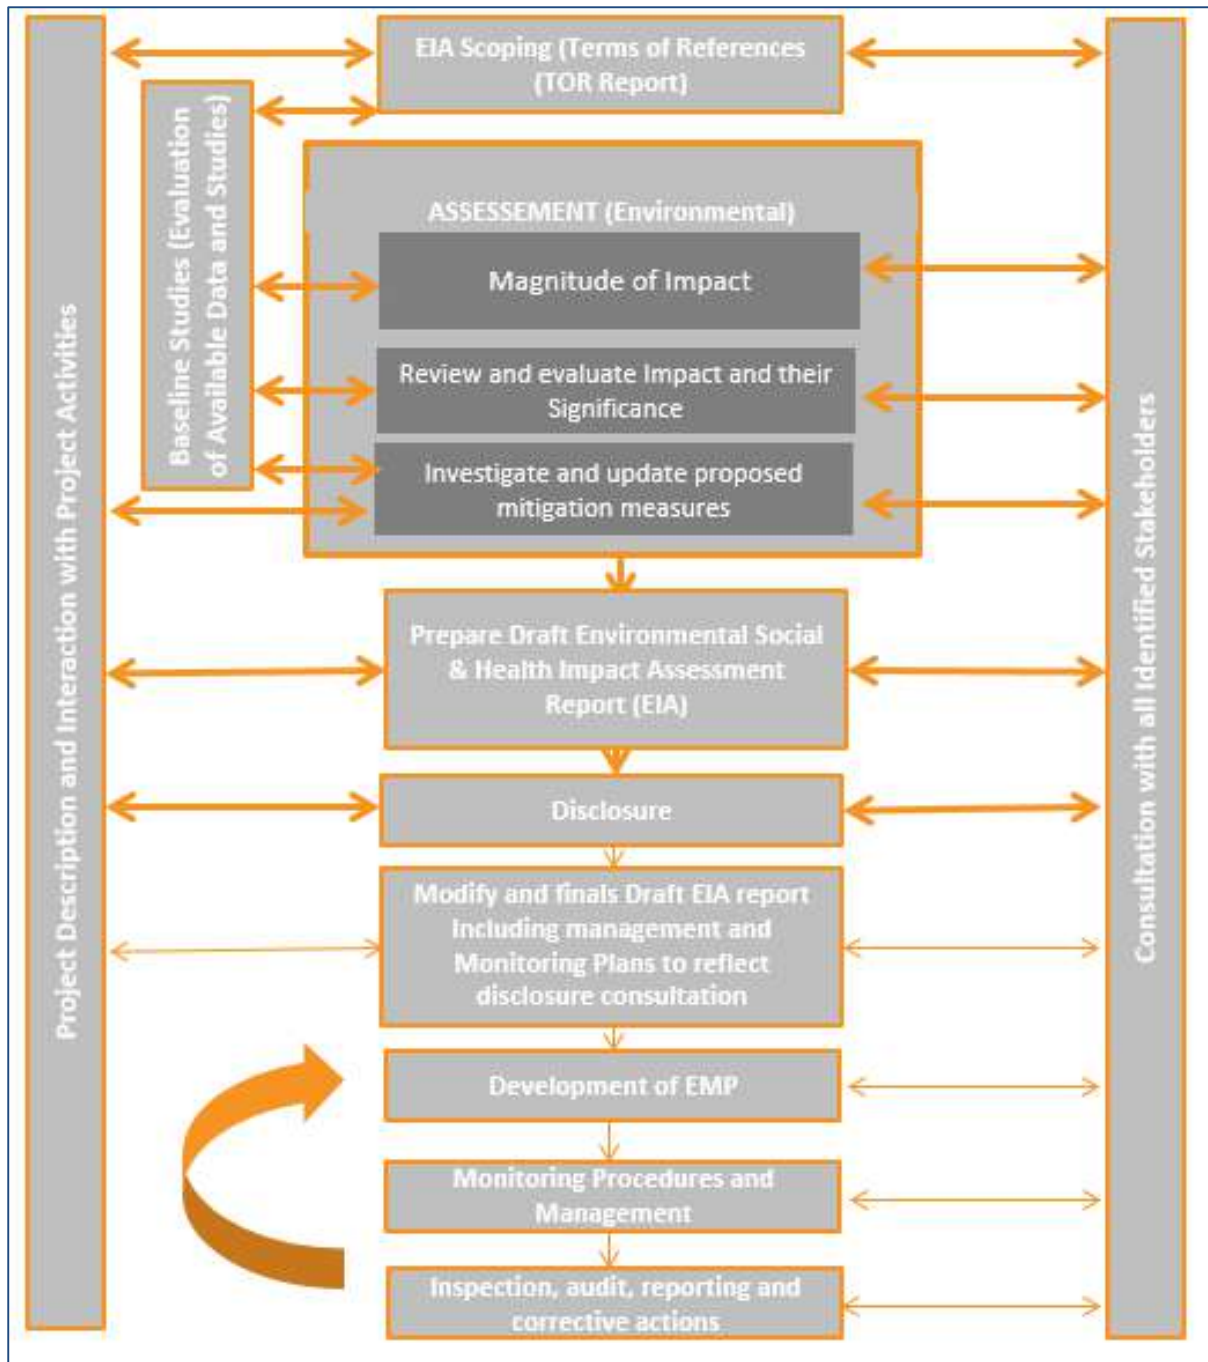 EIA Scoping (Terms of References
(TOR Report)
Baseline Studies (Evaluation
of Available Data and Studies)
ASSESSEMENT (Environmental)
Magnitude of Impact
Review and evaluate Impact and their
Significance
Investigate and update proposed
mitigation measures
Project Description and Interaction with Project Activities
Consultation with all Identified Stakeholders
Prepare Draft Environmental Social
& Health Impact Assessment
Report (EIA)
Disclosure
Modify and finals Draft EIA report
Including management and
Monitoring Plans to reflect
disclosure consultation
Development of EMP
Monitoring Procedures and
Management
Inspection, audit, reporting and
corrective actions